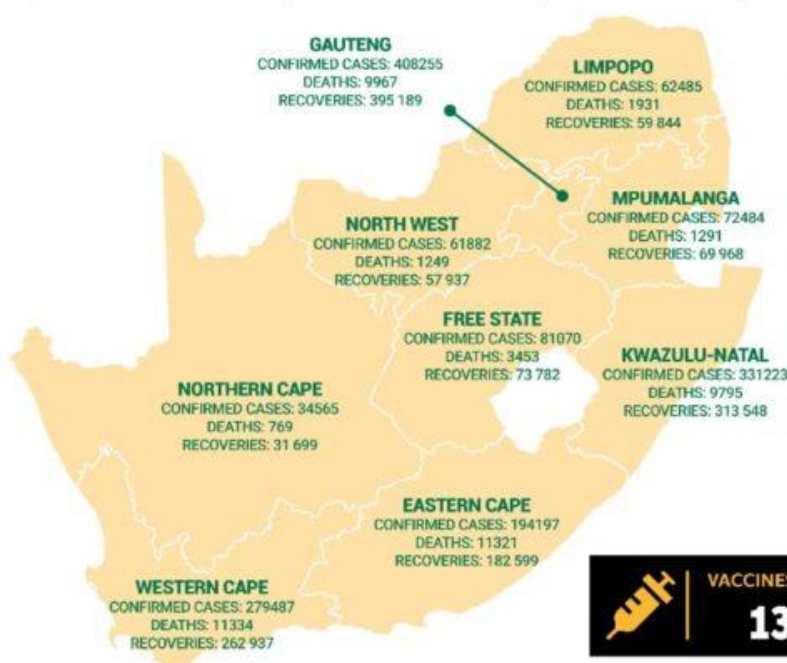 GAUTENG
CONFIRMED CASES: 408255
DEATHS: 9967
RECOVERIES: 395 189
LIMPOPO
CONFIRMED CASES: 62485
DEATHS: 1931
RECOVERIES: 59 844
MPUMALANGA
CONFIRMED CASES: 72484
DEATHS: 1291
RECOVERIES: 69 968
NORTH WEST
CONFIRMED CASES: 61882
DEATHS: 1249
RECOVERIES: 57 937
FREE STATE
CONFIRMED CASES: 81070
DEATHS: 3453
RECOVERIES: 73 782
KWAZULU-NATAL
CONFIRMED CASES: 331223
DEATHS: 9795
RECOVERIES: 313 548
NORTHERN CAPE
CONFIRMED CASES: 34565
DEATHS: 769
RECOVERIES: 31 699
EASTERN CAPE
CONFIRMED CASES: 194197
DEATHS: 11321
RECOVERIES: 182 599
WESTERN CAPE
CONFIRMED CASES: 279487
DEATHS: 11334
RECOVERIES: 262 937
VACCINES
13